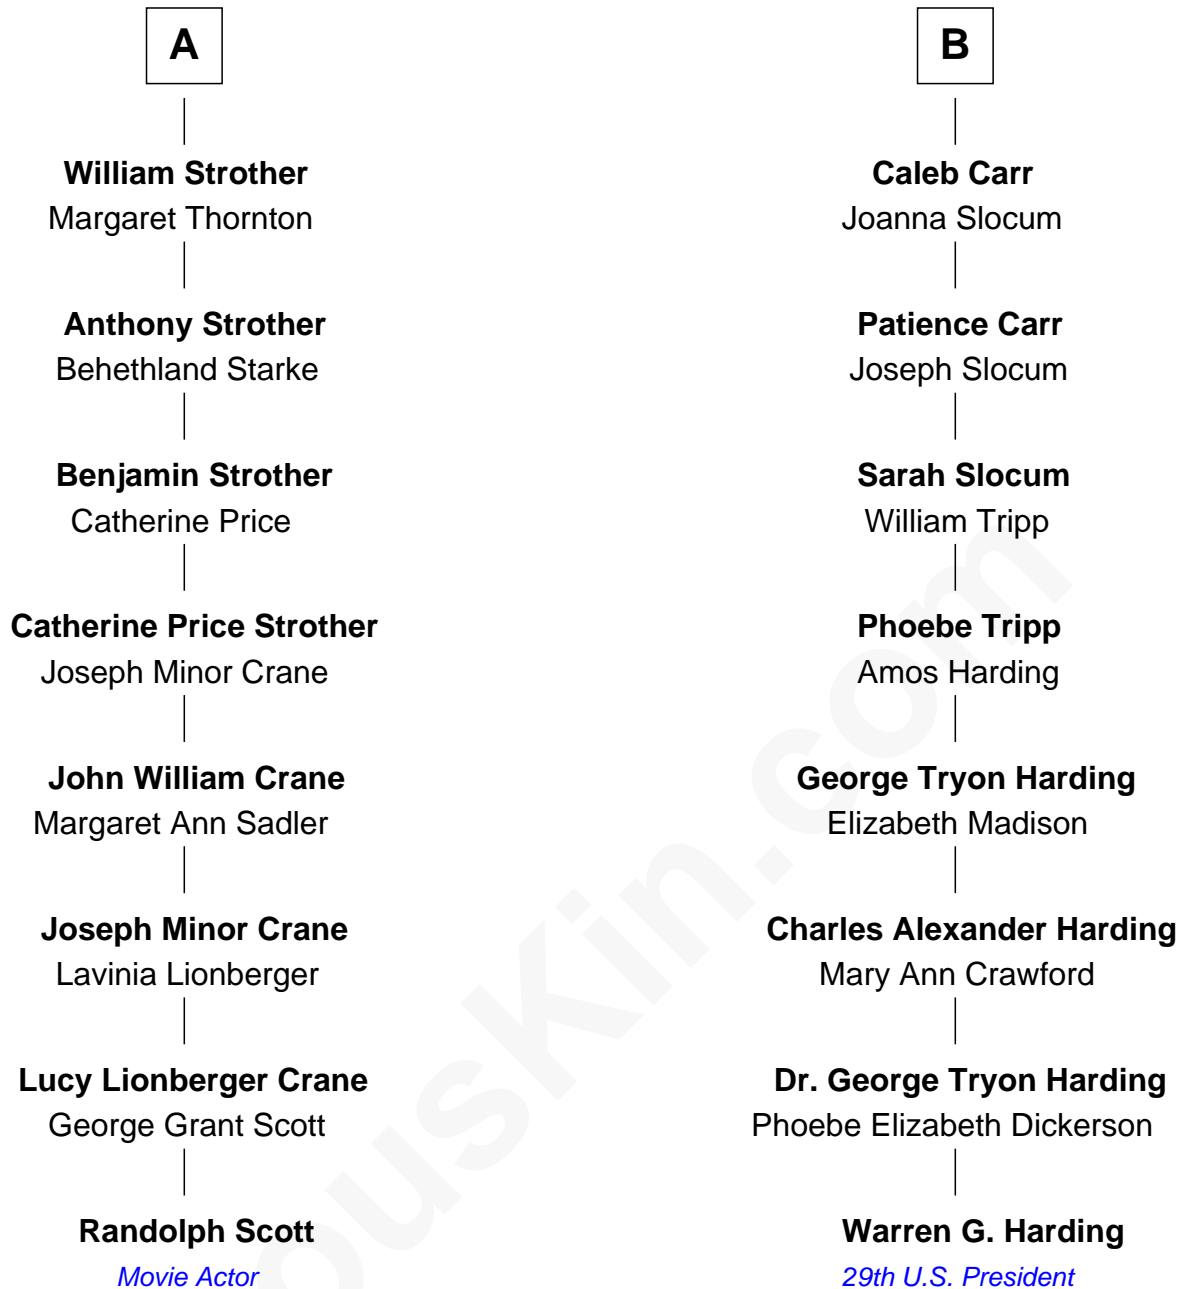 A
William Strother
Margaret Thornton
Anthony Strother
Behethland Starke
Benjamin Strother
Catherine Price
Catherine Price Strother
Joseph Minor Crane
John William Crane
Margaret Ann Sadler
Joseph Minor Crane
Lavinia Lionberger
Lucy Lionberger Crane
George Grant Scott
Randolph Scott
Movie Actor
B
Caleb Carr
Joanna Slocum
Patience Carr
Joseph Slocum
Sarah Slocum
William Tripp
Phoebe Tripp
Amos Harding
George Tryon Harding
Elizabeth Madison
Charles Alexander Harding
Mary Ann Crawford
Dr. George Tryon Harding
Phoebe Elizabeth Dickerson
Warren G. Harding
29th U.S. President
ousKin.com